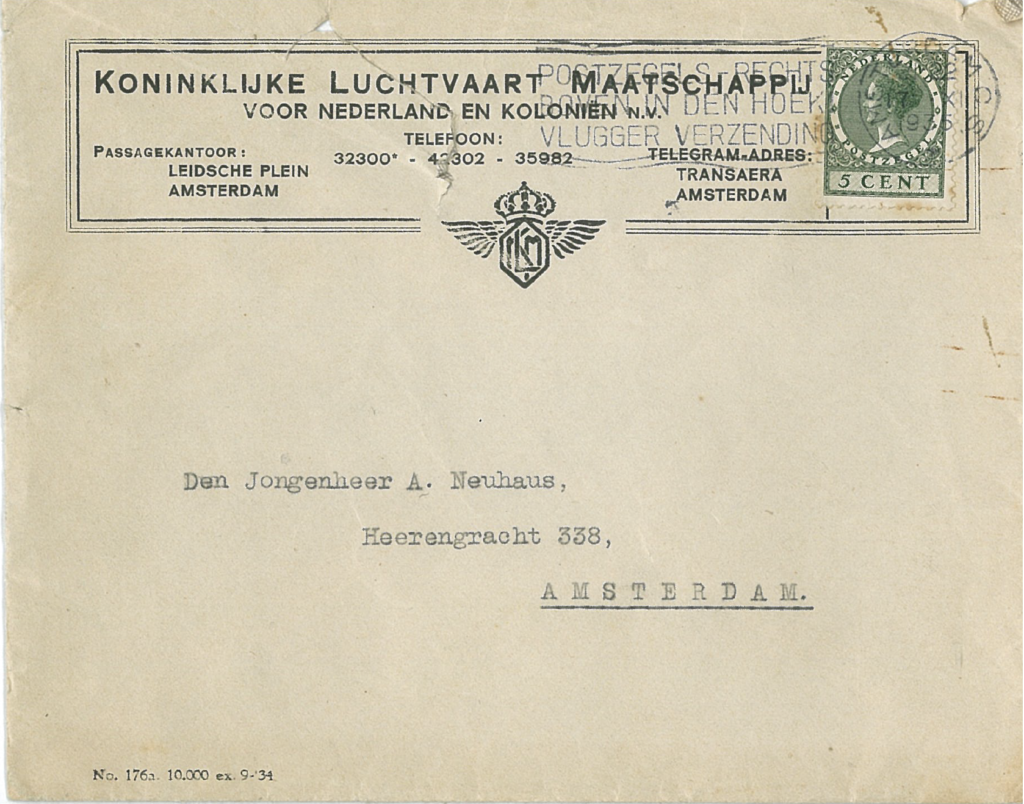 KONINKLIJKE LUCHTVAART MAATSCHAPPIJ
VOOR NEDERLAND EN KOLONIËN N.V.
PASSAGEKANTOOR:
LEIDSCHE PLEIN
AMSTERDAM
TELEFOON:
32300* - 42302 - 35982
TELEGRAM-ADRES:
TRANSAERA
AMSTERDAM
KLM
POSTZEGELS RECHTS
BOVEN IN DEN HOEK
VLUGGER VERZENDING
NEDERLAND
POSTZEGEL
5 CENT
Den Jongenheer A. Neuhaus,
Heerengracht 338,
AMSTERDAM.
No. 176a. 10.000 ex. 9-'34